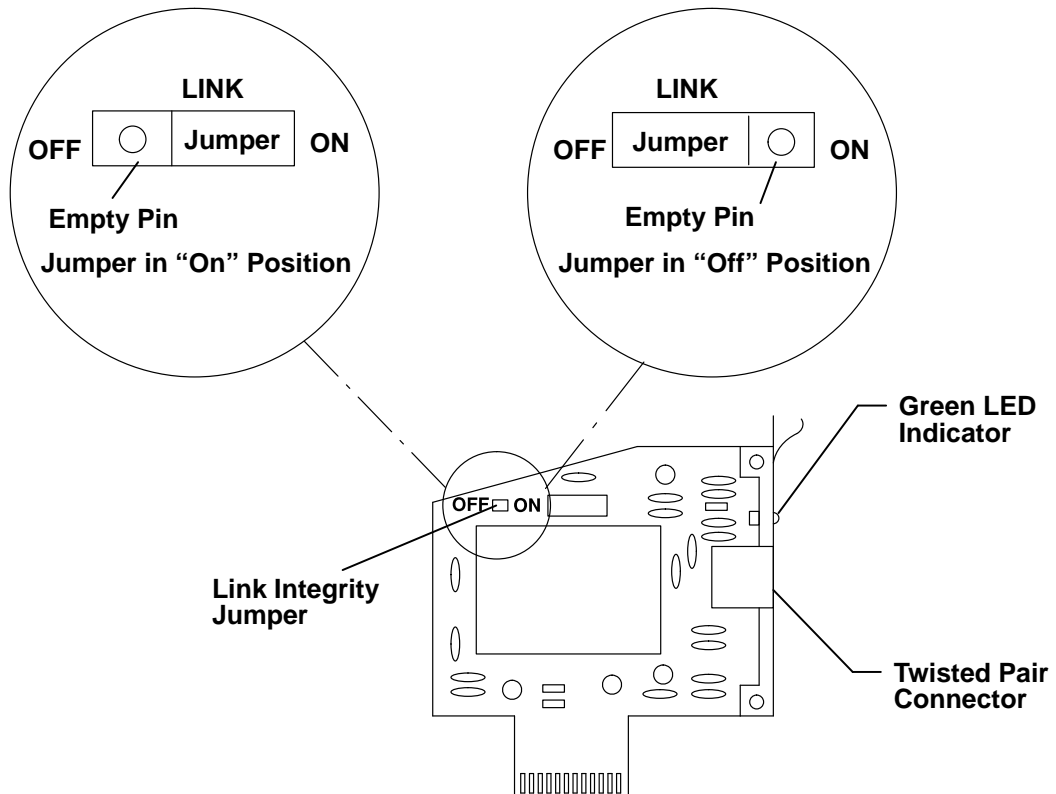 LINK
OFF Jumper ON
Empty Pin
Jumper in “On” Position
LINK
OFF Jumper ON
Empty Pin
Jumper in “Off” Position
Green LED
Indicator
OFF ON
Link Integrity
Jumper
Twisted Pair
Connector